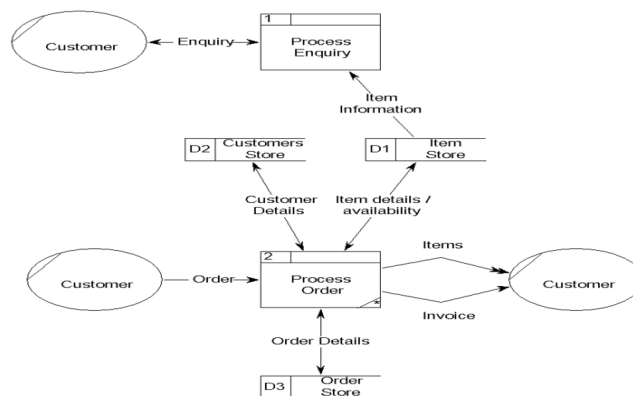 1
Customer
Enquiry
Process
Enquiry
Item
Information
D2
Customers
Store
D1
Item
Store
Customer
Details
Item details /
availability
2
Customer
Order
Process
Order
*
Items
Invoice
Customer
Order Details
D3
Order
Store